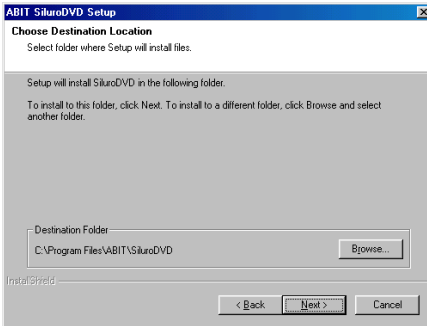 ABIT SiluroDVD Setup
Choose Destination Location
Select folder where Setup will install files.
Setup will install SiluroDVD in the following folder.
To install to this folder, click Next. To install to a different folder, click Browse and select
another folder.
Destination Folder
C:\Program Files\ABIT\SiluroDVD
Browse...
InstallShield
< Back
Next >
Cancel